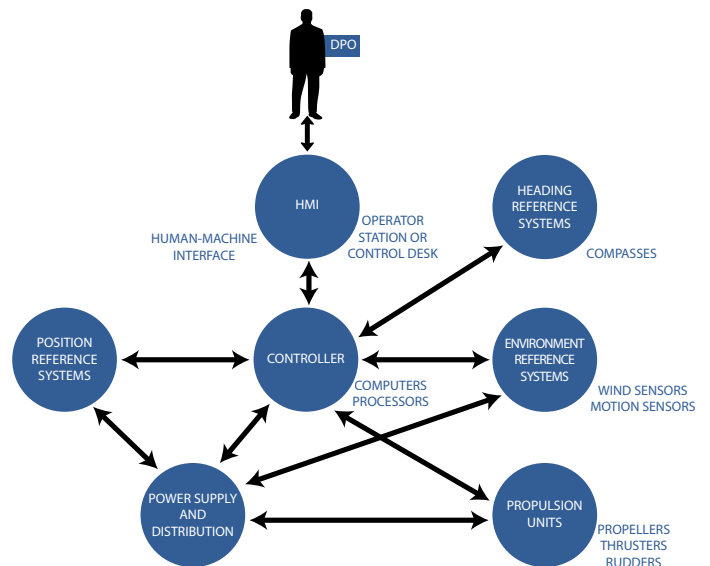 DPO
HMI
HUMAN-MACHINE
INTERFACE
OPERATOR
STATION OR
CONTROL DESK
HEADING
REFERENCE
SYSTEMS
COMPASSES
POSITION
REFERENCE
SYSTEMS
CONTROLLER
COMPUTERS
PROCESSORS
ENVIRONMENT
REFERENCE
SYSTEMS
WIND SENSORS
MOTION SENSORS
POWER SUPPLY
AND
DISTRIBUTION
PROPULSION
UNITS
PROPELLERS
THRUSTERS
RUDDERS